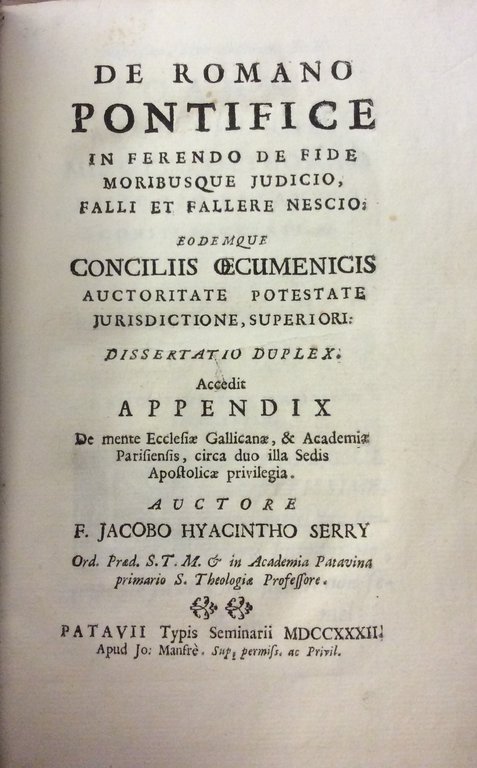 DE ROMANO
PONTIFICE
IN FERENDO DE FIDE
MORIBUSQUE JUDICIO,
FALLI ET FALLERE NESCIO;
EODEMQUE
CONCILIIS ŒCUMENICIS
AUCTORITATE POTESTATE
JURISDICTIONE, SUPERIORI:
DISSERTATIO DUPLEX.
Accedit
APPENDIX
De mente Ecclesiæ Gallicanæ, & Academiæ
Parisiensis, circa duo illa Sedis
Apostolicæ privilegia.
AUCTORE
F. JACOBO HYACINTHO SERRY
Ord. Præd. S. T. M. & in Academia Patavina
primario S. Theologiæ Professore.
PATAVII Typis Seminarii MDCCXXXII.
Apud Jo: Manfrè. Sup. permiss. ac Privil.